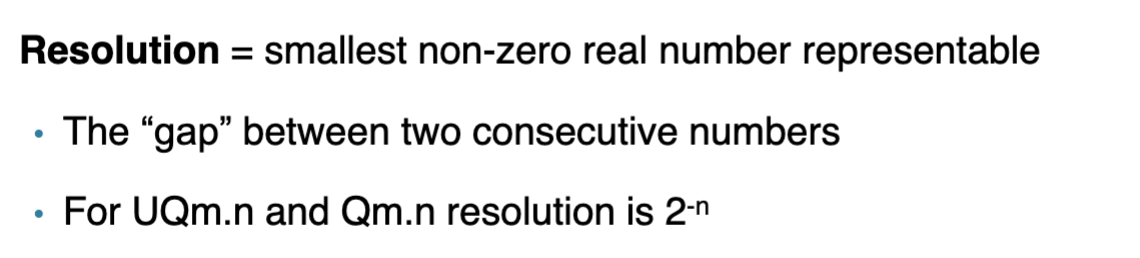 Resolution = smallest non-zero real number representable
• The “gap” between two consecutive numbers
• For UQm.n and Qm.n resolution is 2⁻ⁿ